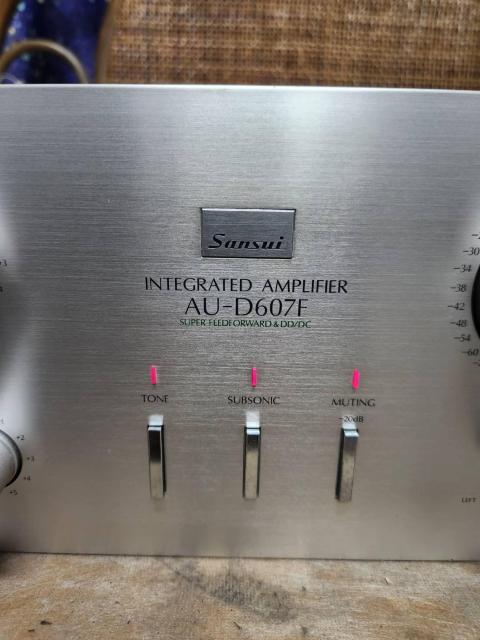 Sansui
INTEGRATED AMPLIFIER
AU-D607F
SUPER FEEDFORWARD & DD/DC
TONE
SUBSONIC
MUTING
-20dB
+3
-30
-34
-38
-42
-48
-54
-60
+2
+3
+4
+5
LEFT